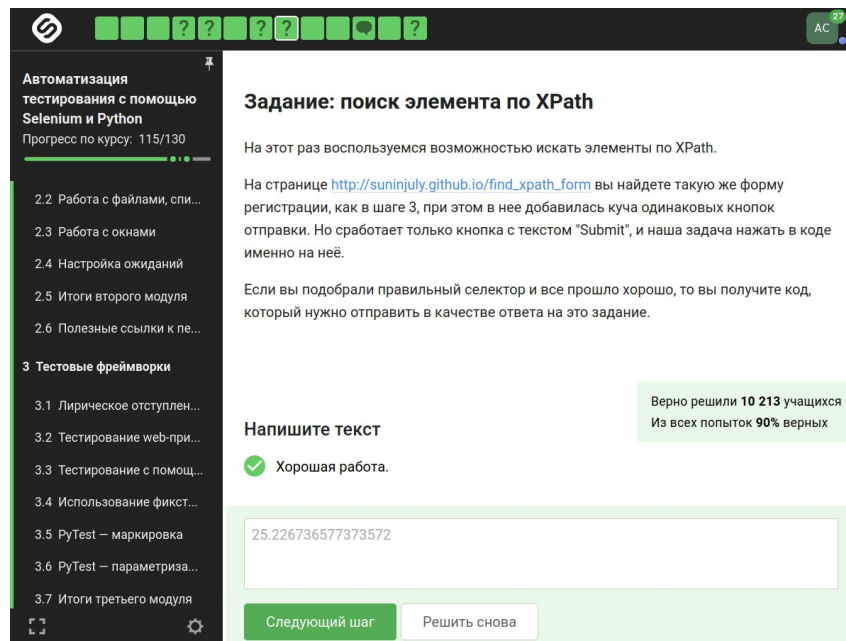 ? ? ? ? ?
27
АС
Автоматизация
тестирования с помощью
Selenium и Python
Прогресс по курсу: 115/130
2.2 Работа с файлами, спи...
2.3 Работа с окнами
2.4 Настройка ожиданий
2.5 Итоги второго модуля
2.6 Полезные ссылки к пе...
3 Тестовые фреймворки
3.1 Лирическое отступлен...
3.2 Тестирование web-при...
3.3 Тестирование с помощ...
3.4 Использование фикст...
3.5 PyTest — маркировка
3.6 PyTest — параметриза...
3.7 Итоги третьего модуля
Задание: поиск элемента по XPath
На этот раз воспользуемся возможностью искать элементы по XPath.
На странице http://suninjuly.github.io/find_xpath_form вы найдете такую же форму
регистрации, как в шаге 3, при этом в нее добавилась куча одинаковых кнопок
отправки. Но сработает только кнопка с текстом "Submit", и наша задача нажать в коде
именно на неё.
Если вы подобрали правильный селектор и все прошло хорошо, то вы получите код,
который нужно отправить в качестве ответа на это задание.
Верно решили 10 213 учащихся
Из всех попыток 90% верных
Напишите текст
Хорошая работа.
25.226736577373572
Следующий шаг
Решить снова